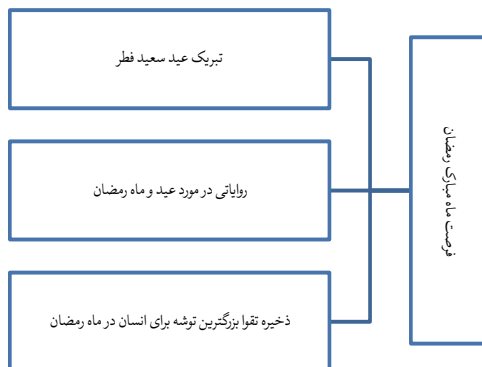 فرصت ماه مبارک رمضان
تبریک عید سعید فطر
روایاتی در مورد عید و ماه رمضان
ذخیره تقوا بزرگترین توشه برای انسان در ماه رمضان